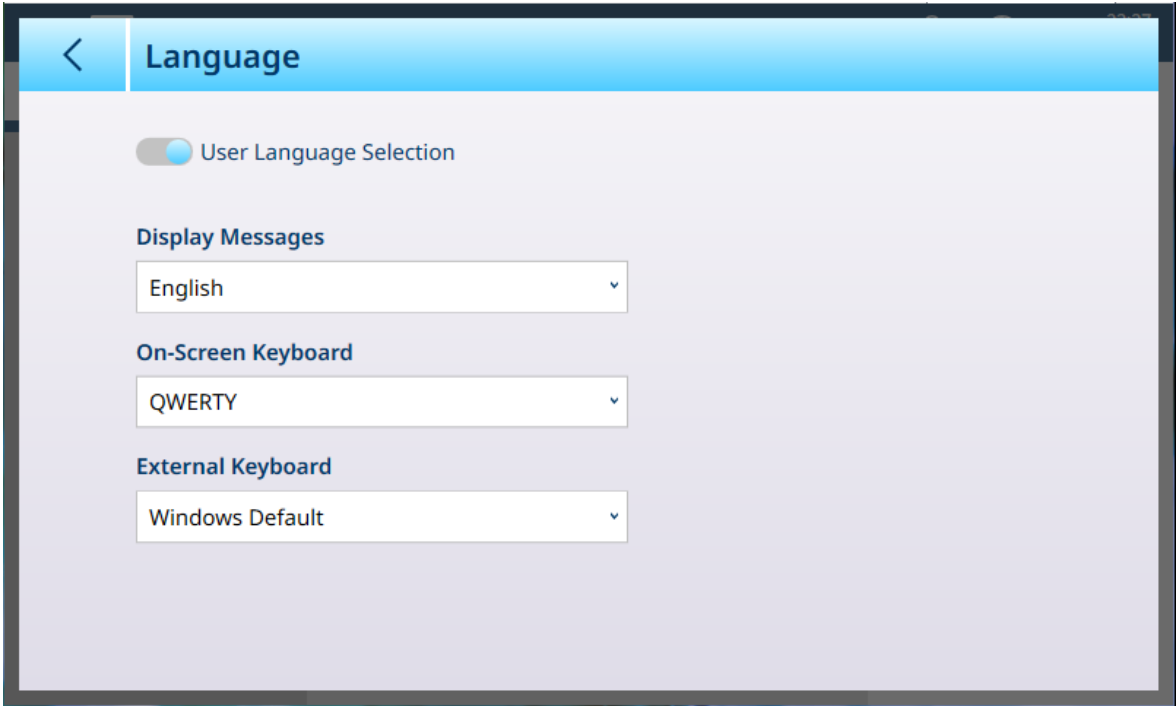 Language
User Language Selection
Display Messages
English
On-Screen Keyboard
QWERTY
External Keyboard
Windows Default